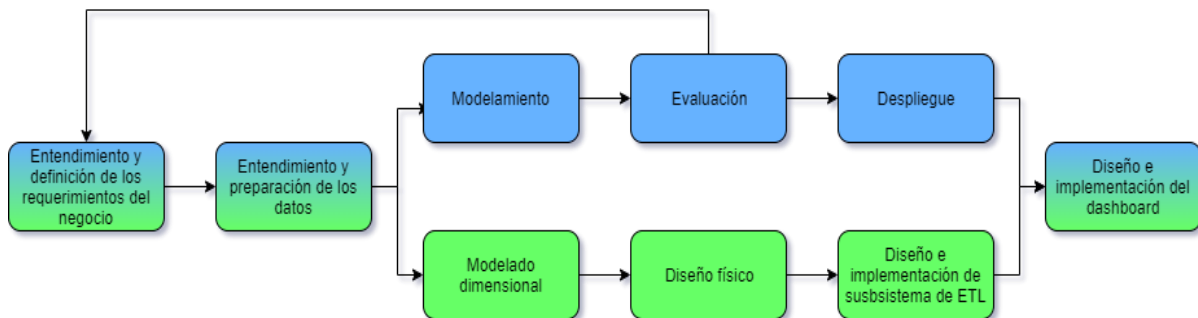 Modelamiento
Evaluación
Despliegue
Entendimiento y
definición de los
requerimientos del
negocio
Entendimiento y
preparación de los
datos
Diseño e
implementación del
dashboard
Modelado
dimensional
Diseño físico
Diseño e
implementación de
susbsistema de ETL